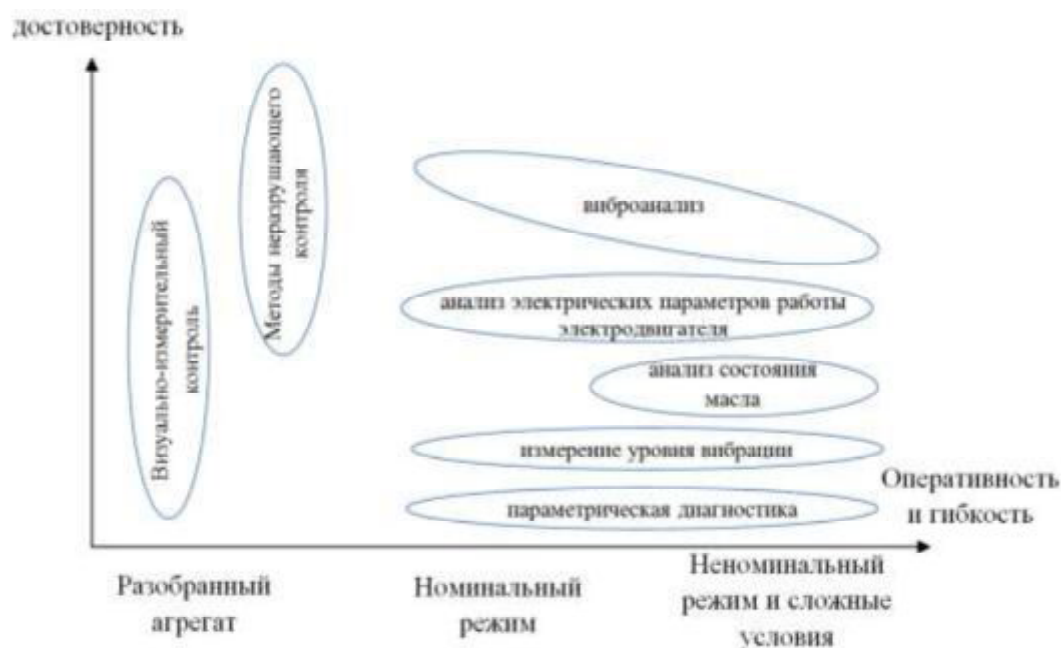 достоверность
Визуально-измерительный
контроль
Методы неразрушающего
контроля
виброанализ
анализ электрических параметров работы
электродвигателя
анализ состояния
масла
измерение уровия вибрации
параметрическая диагностика
Оперативность
и гибкость
Разобранный
агрегат
Номинальный
режим
Неноминальный
режим и сложные
условия